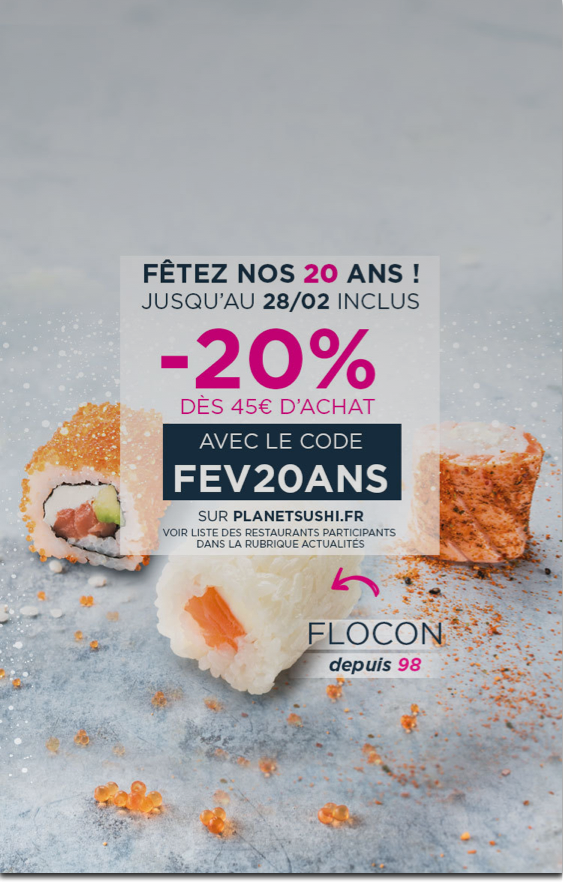 FÊTEZ NOS 20 ANS !
JUSQU'AU 28/02 INCLUS
-20%
DÈS 45€ D'ACHAT
AVEC LE CODE
FEV20ANS
SUR PLANETSUSHI.FR
VOIR LISTE DES RESTAURANTS PARTICIPANTS
DANS LA RUBRIQUE ACTUALITÉS
FLOCON
depuis 98